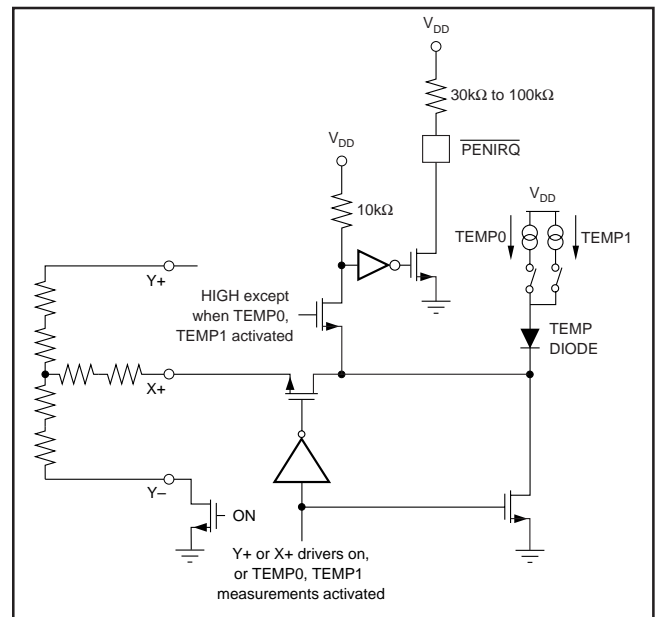 VDD
30kΩ to 100kΩ
VDD
PENIRQ
10kΩ
VDD
TEMP0
TEMP1
Y+
HIGH except
when TEMP0,
TEMP1 activated
TEMP
DIODE
X+
Y–
ON
Y+ or X+ drivers on,
or TEMP0, TEMP1
measurements activated